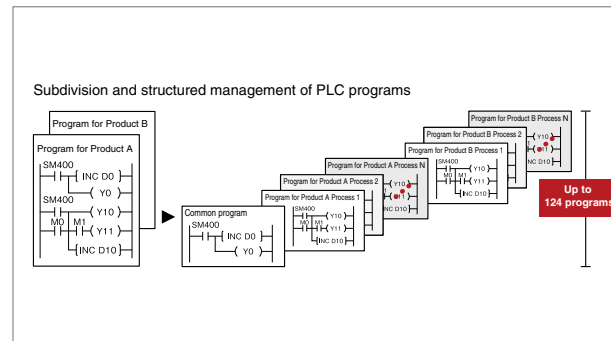 Subdivision and structured management of PLC programs
Program for Product B
Program for Product A
SM400
INC D0
Y0
SM400
Y10
M0 M1
Y11
INC D10
Common program
SM400
INC D0
Y0
Program for Product A Process 1
SM400
Y10
M0 M1
Y11
INC D10
Program for Product A Process 2
Program for Product A Process N
Y10
INC D10
Program for Product B Process 1
SM400
Y10
M0 M1
Y11
INC D10
Program for Product B Process 2
Program for Product B Process N
Y10
NC D10
Up to
124 programs